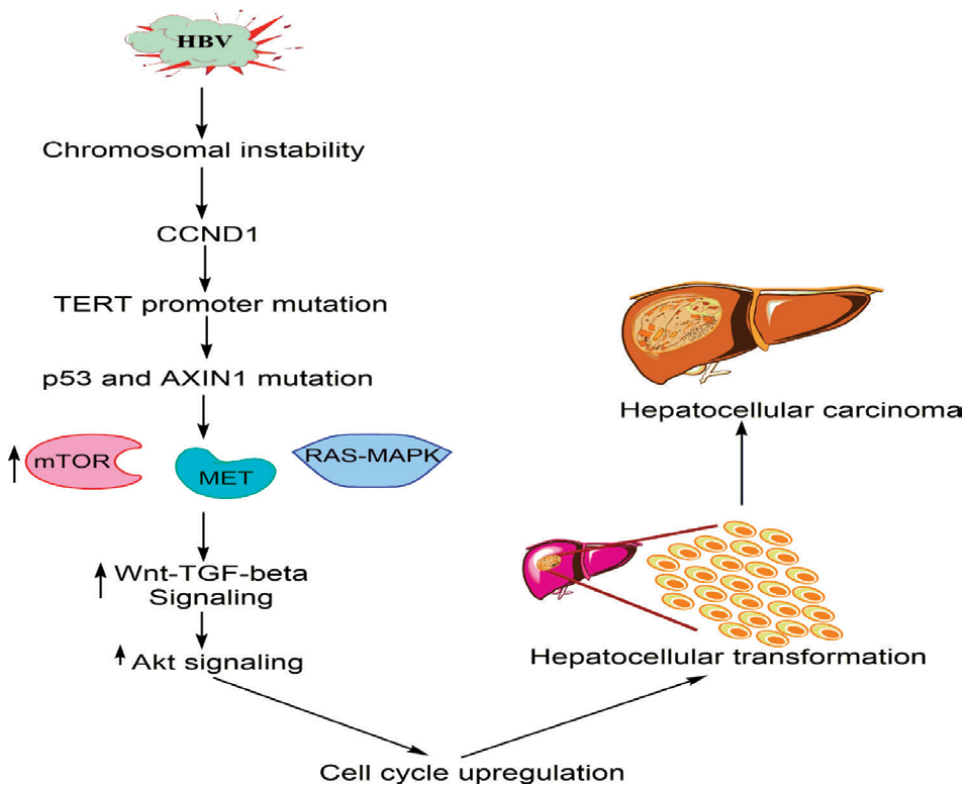 HBV
Chromosomal instability
CCND1
TERT promoter mutation
p53 and AXIN1 mutation
mTOR
MET
RAS-MAPK
Wnt-TGF-beta
Signaling
Akt signaling
Cell cycle upregulation
Hepatocellular transformation
Hepatocellular carcinoma